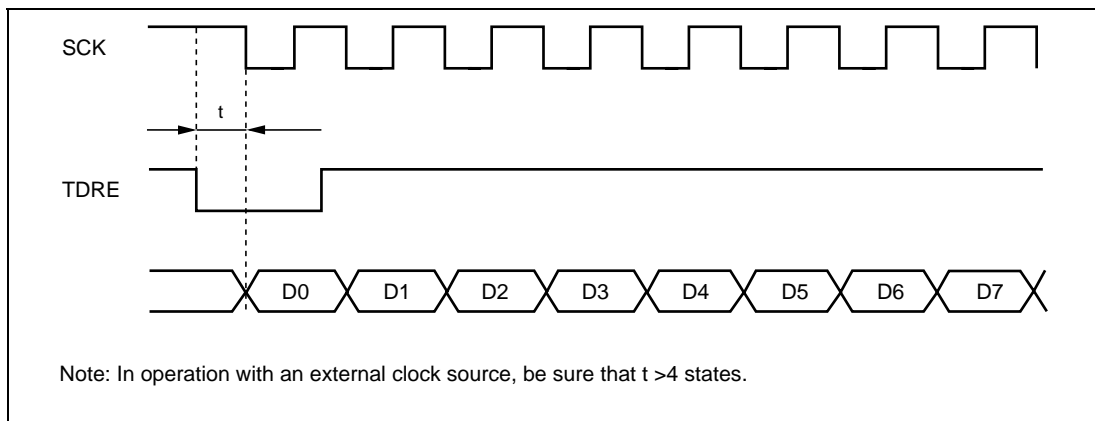 SCK
t
TDRE
D0 D1 D2 D3 D4 D5 D6 D7
Note: In operation with an external clock source, be sure that t >4 states.